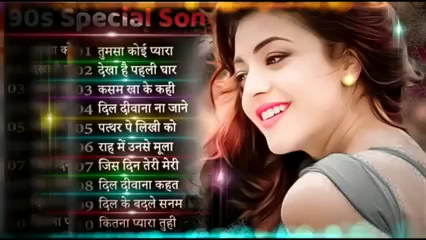 90s Special Son
01 तुमसा कोई प्यारा
02 देखा है पहली घार
03 कसम खा के कही
04 दिल दीवाना ना जाने
05 पत्थर पे लिखी को
06 राह में उनसे मूला
07 जिस दिन तेरी मेरी
08 दिल दीवाना कहत
09 दिल के बदले सनम
0 कितना प्यारा तुही